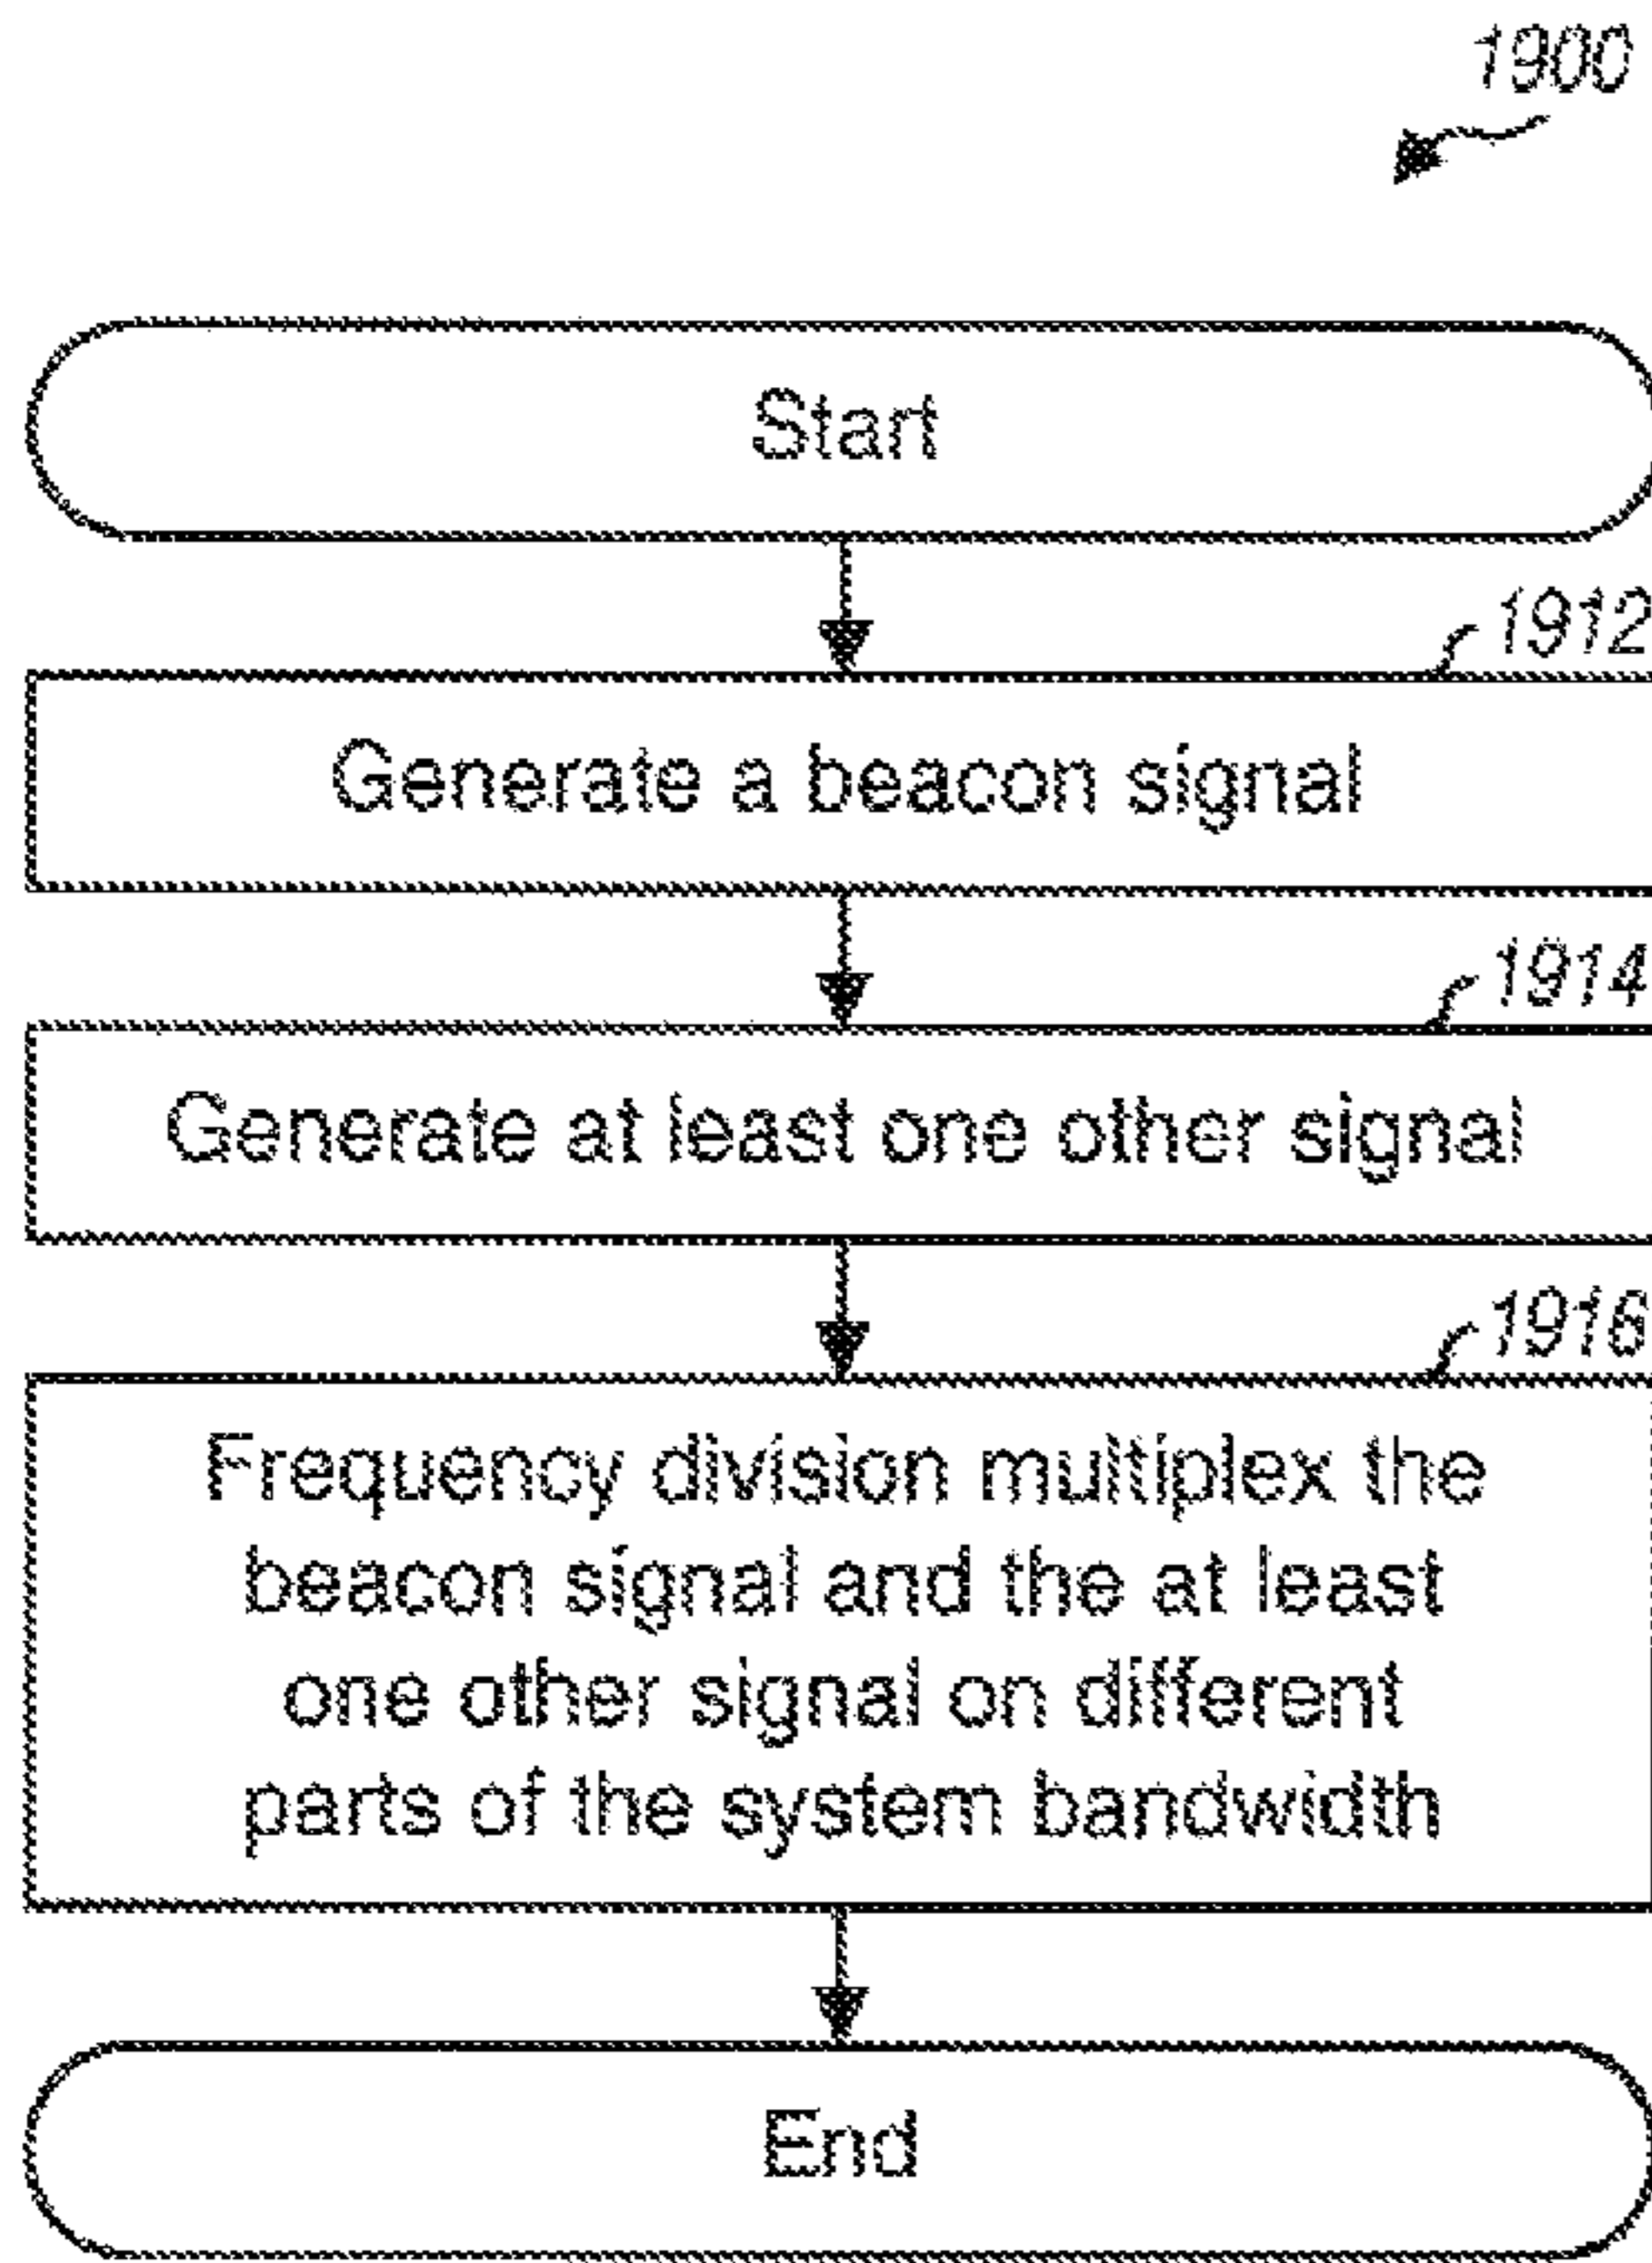 1900
Start
1912
Generate a beacon signal
1914
Generate at least one other signal
1916
Frequency division multiplex the
beacon signal and the at least
one other signal on different
parts of the system bandwidth
End